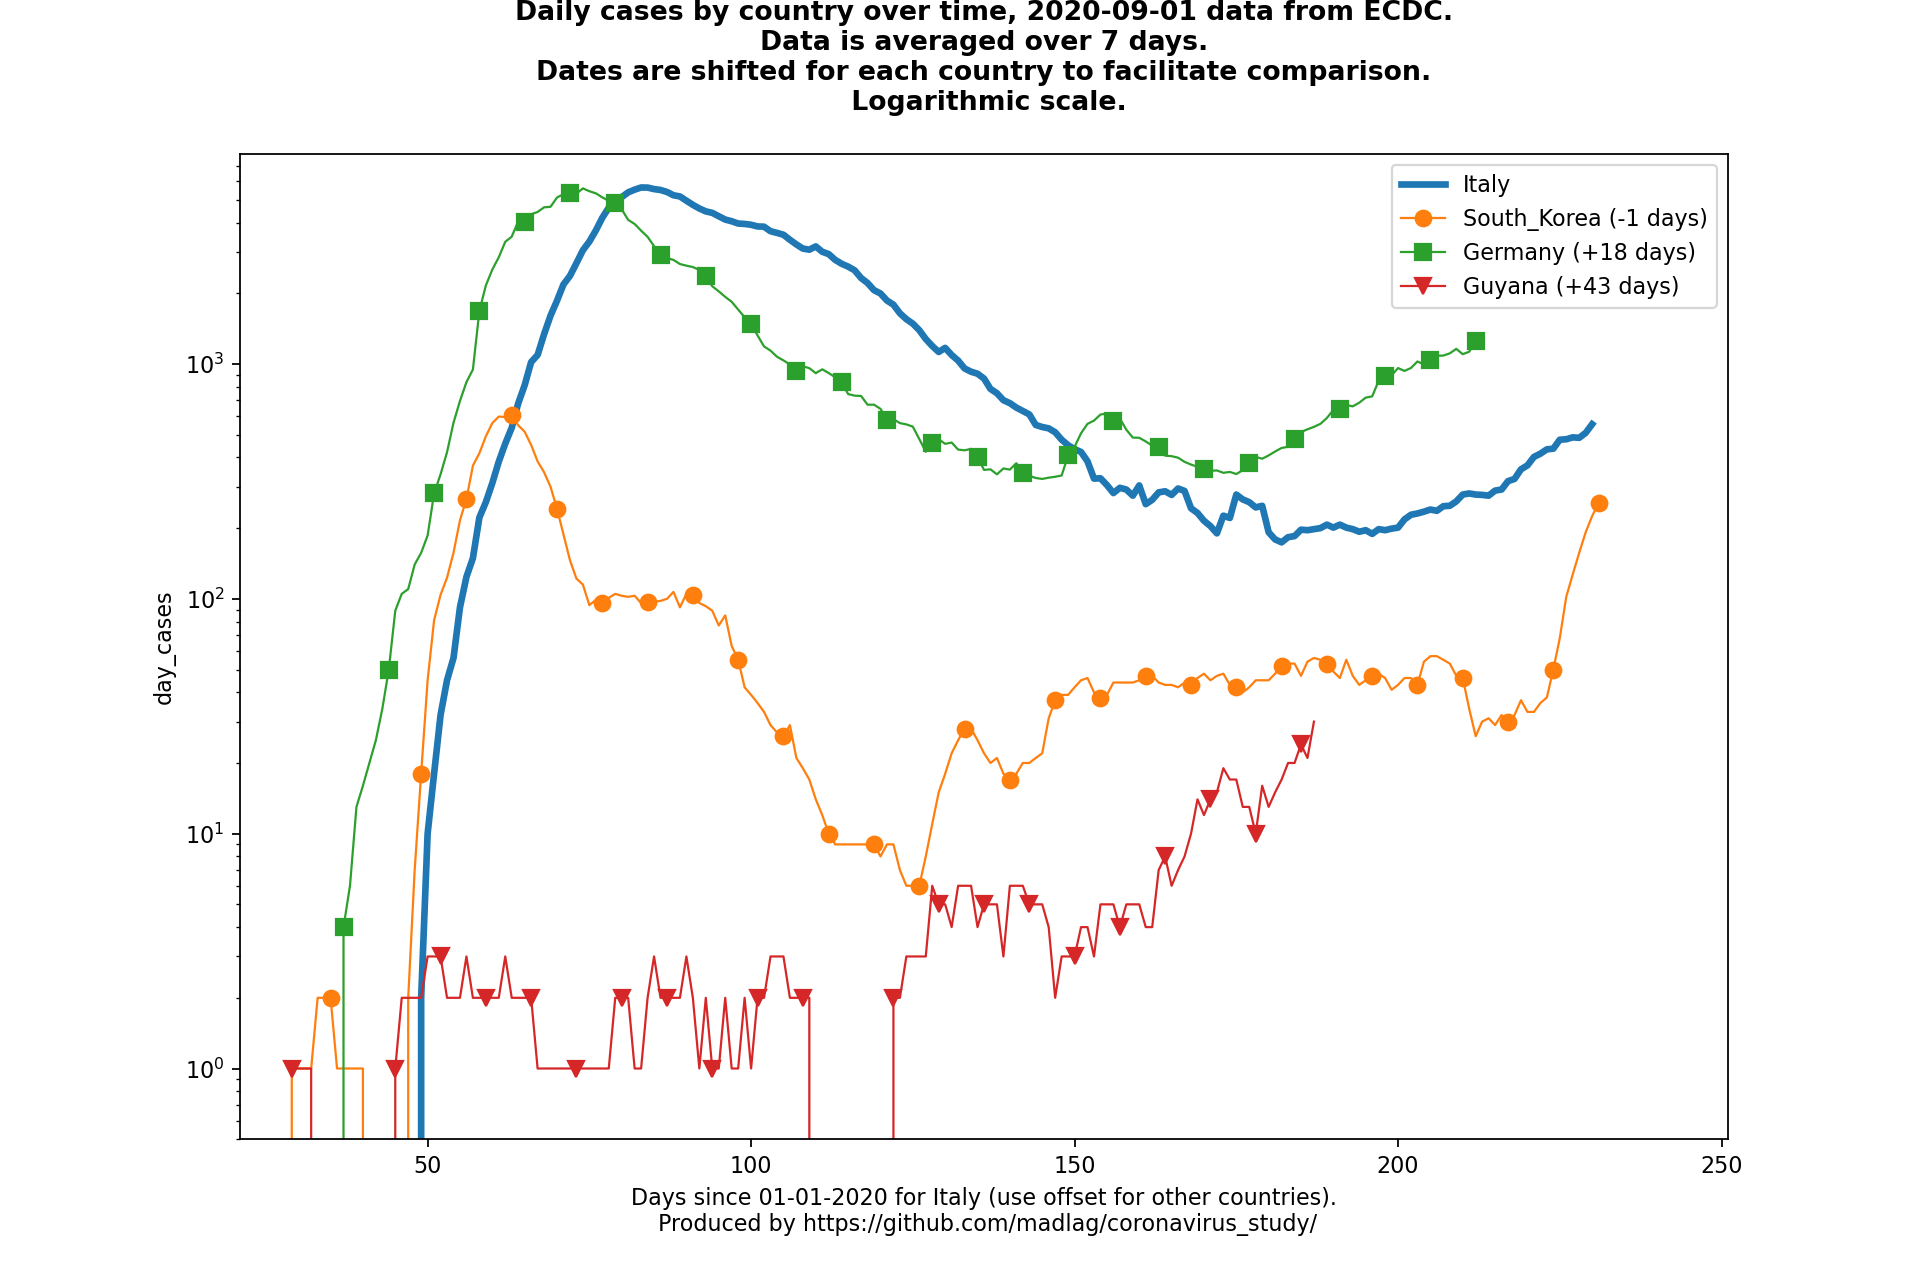 Daily cases by country over time, 2020-09-01 data from ECDC.
Data is averaged over 7 days.
Dates are shifted for each country to facilitate comparison.
Logarithmic scale.
Italy
South_Korea (-1 days)
Germany (+18 days)
Guyana (+43 days)
10³
10²
10¹
10⁰
day_cases
50
100
150
200
250
Days since 01-01-2020 for Italy (use offset for other countries).
Produced by https://github.com/madlag/coronavirus_study/